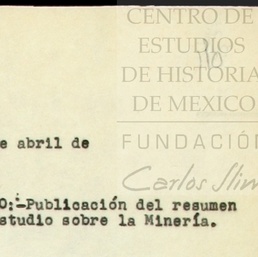 CENTRO DE
ESTUDIOS
DE HISTORIA
DE MEXICO
FUNDACIÓN
Carlos Slim
e abril de
O:-Publicación del resumen
studio sobre la Minería.